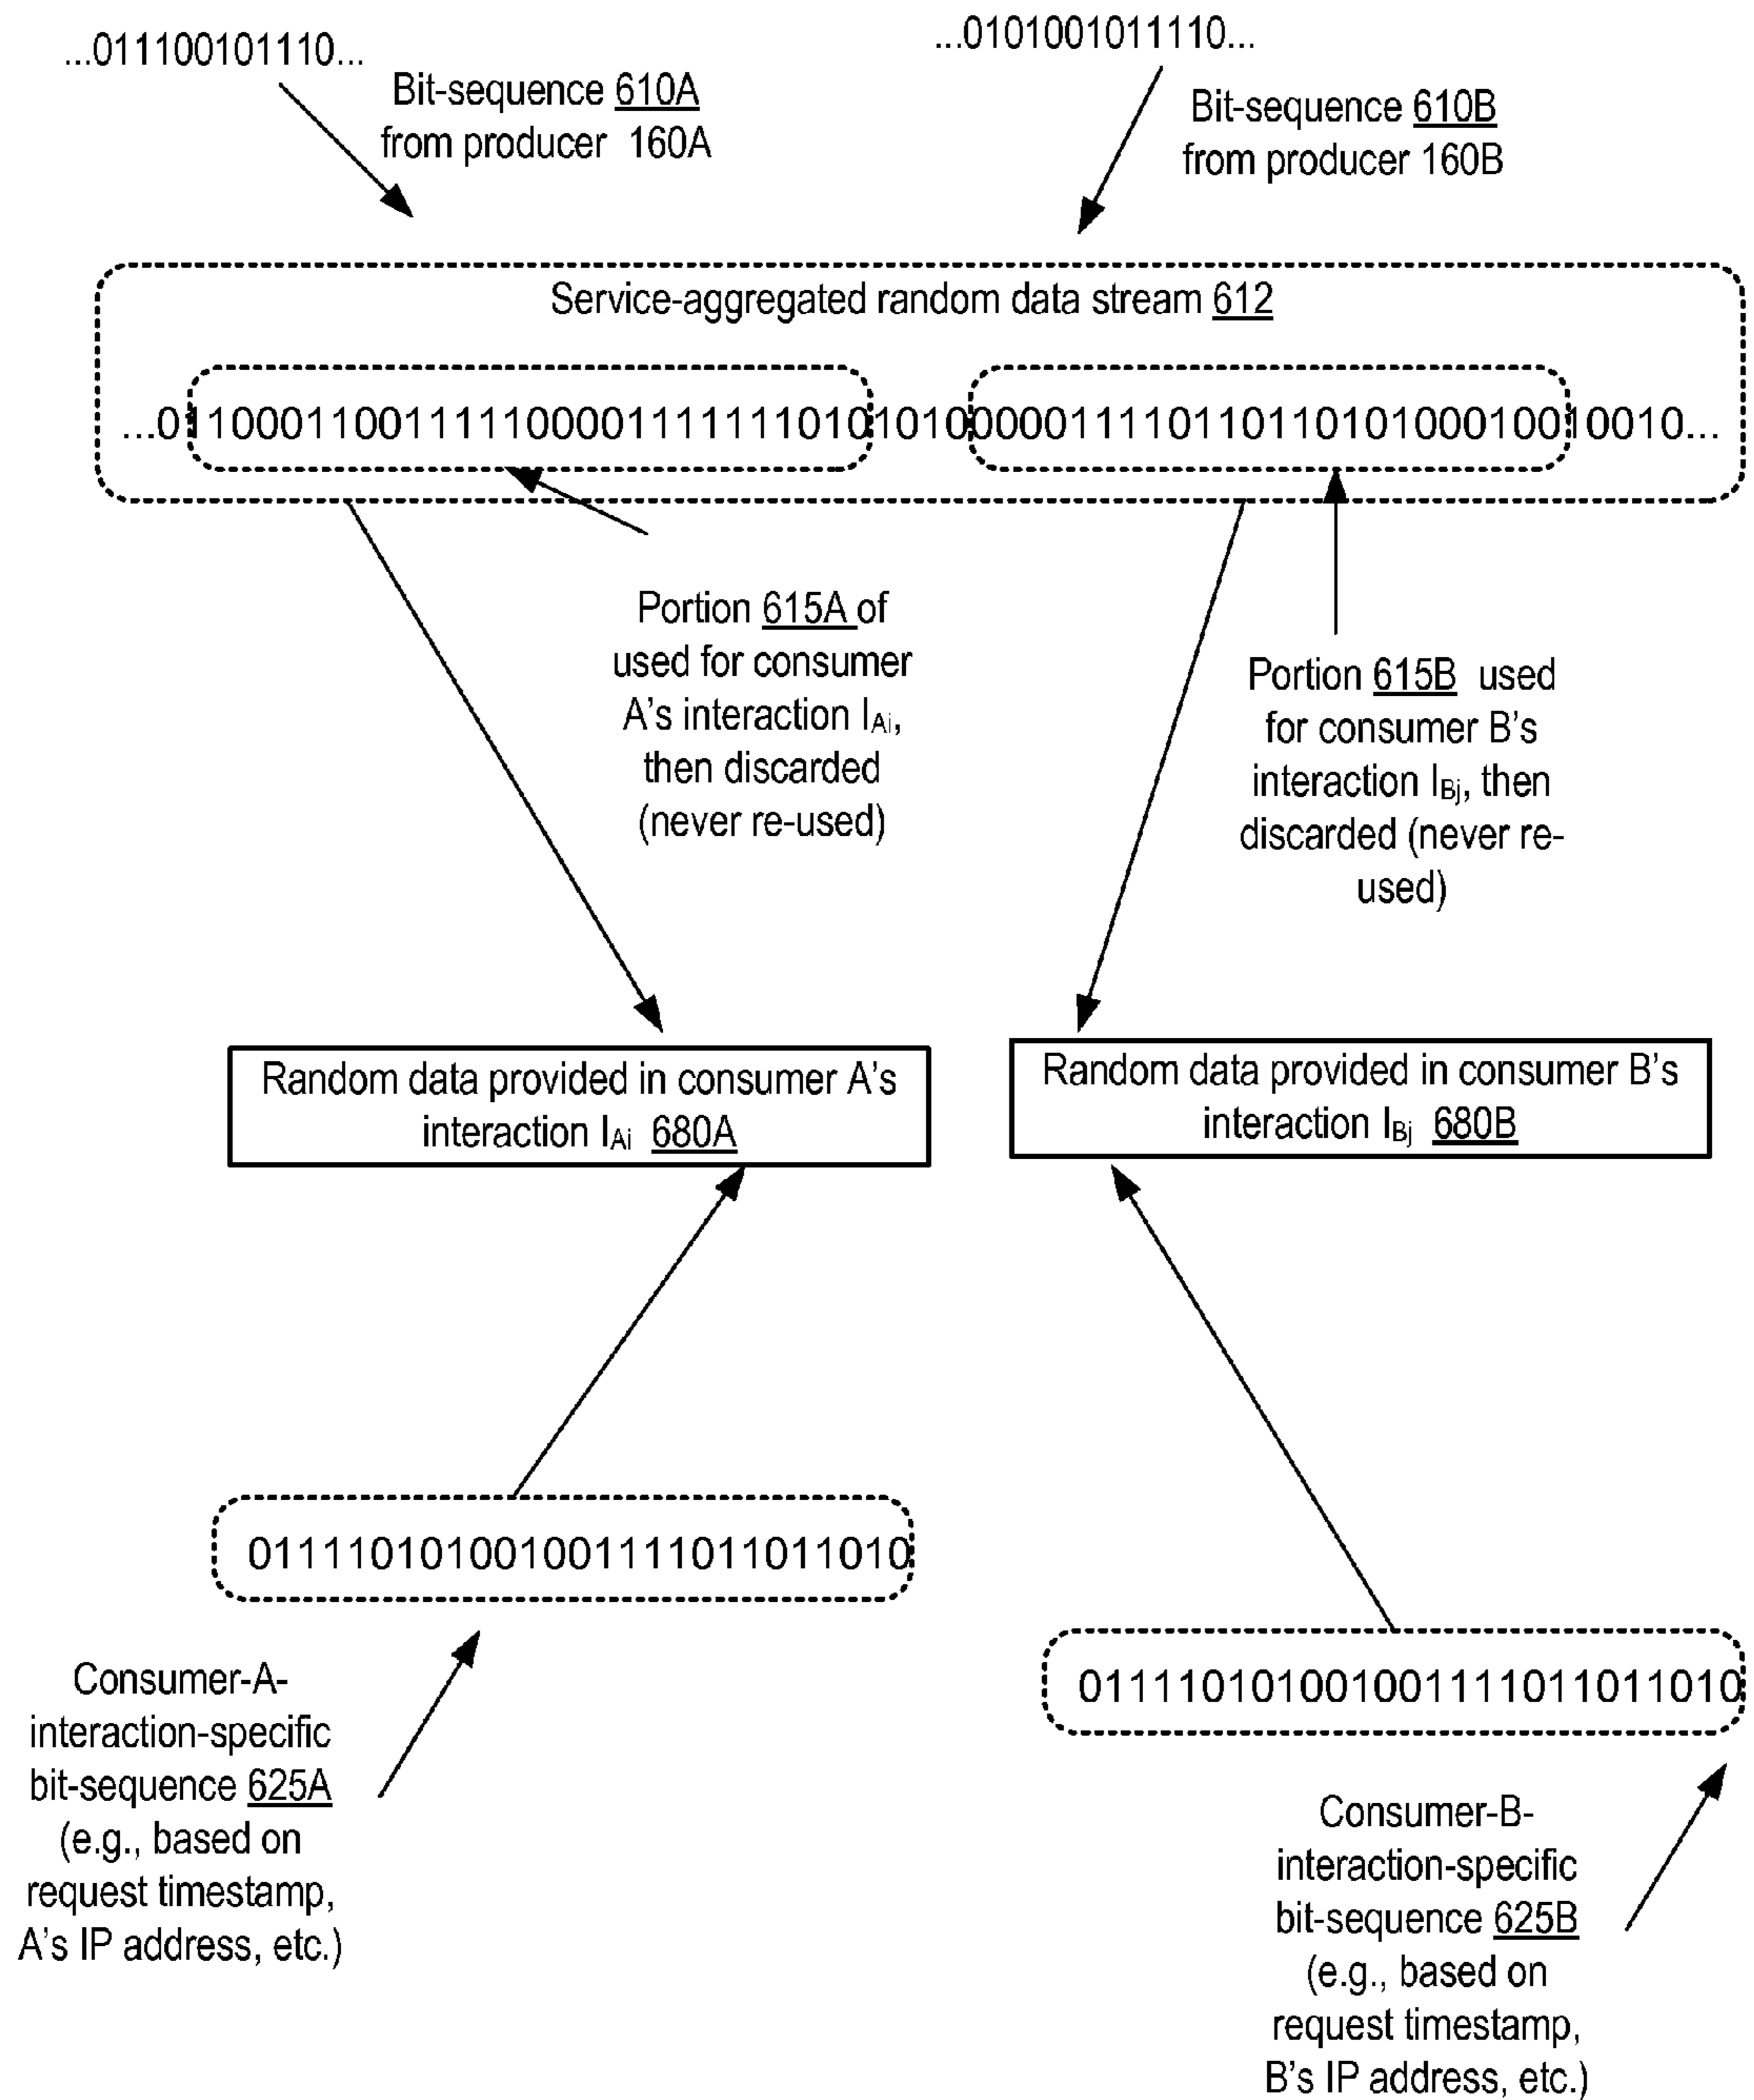 ...011100101110...
Bit-sequence 610A
from producer 160A
...0101001011110...
Bit-sequence 610B
from producer 160B
Service-aggregated random data stream 612
...01100011001111100001111111010101000000111101101101010001001 0010...
Portion 615A of
used for consumer
A's interaction IAi,
then discarded
(never re-used)
Portion 615B used
for consumer B's
interaction IBj, then
discarded (never re-
used)
Random data provided in consumer A's
interaction IAi 680A
Random data provided in consumer B's
interaction IBj 680B
011110101001001111011011010
011110101001001111011011010
Consumer-A-
interaction-specific
bit-sequence 625A
(e.g., based on
request timestamp,
A's IP address, etc.)
Consumer-B-
interaction-specific
bit-sequence 625B
(e.g., based on
request timestamp,
B's IP address, etc.)